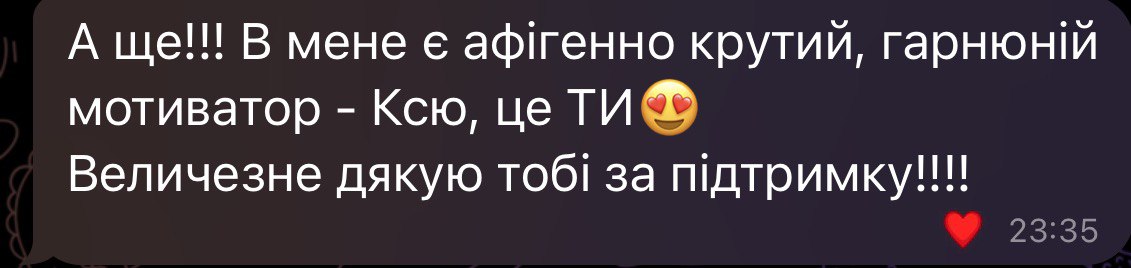 А ще!!! В мене є афігенно крутий, гарнюній
мотиватор - Ксю, це ТИ😍
Величезне дякую тобі за підтримку!!!!
❤️ 23:35